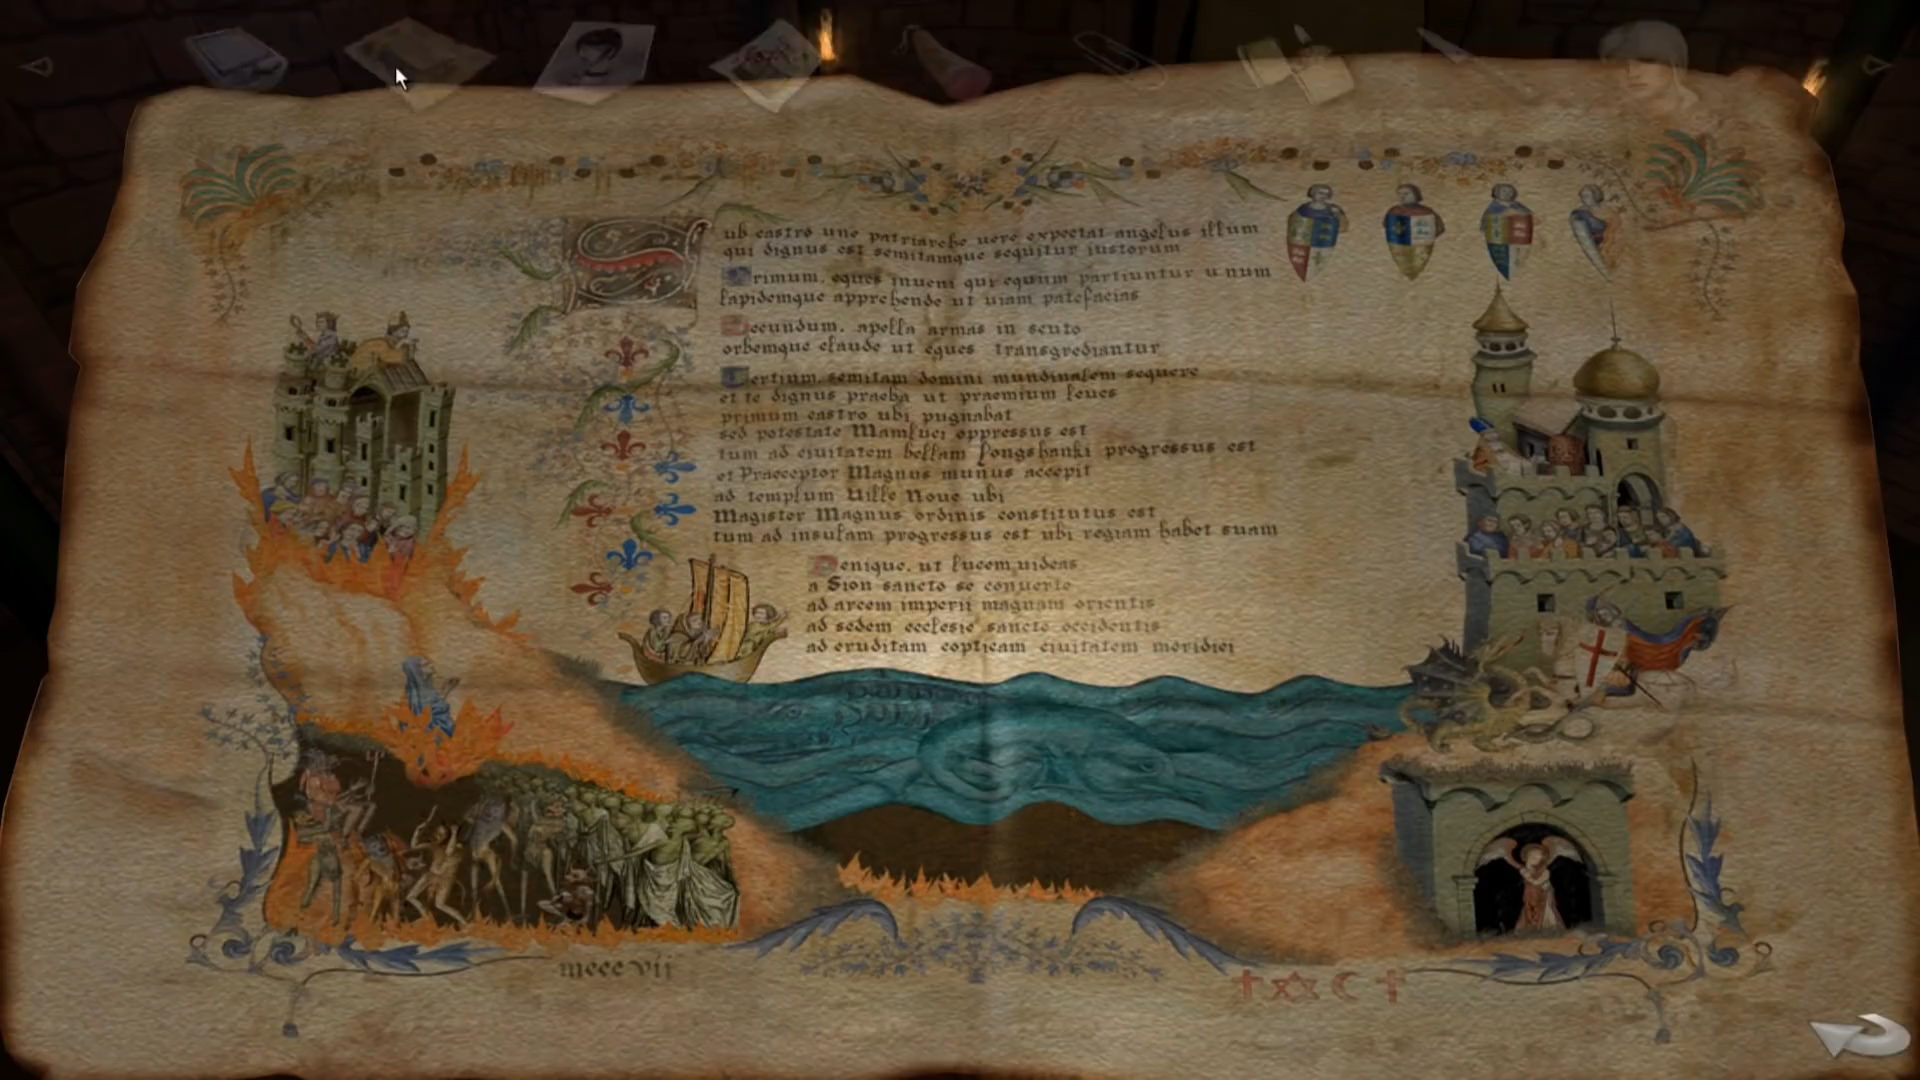 Sub castro uno patriarche uere expectat angelus illum
qui dignus est semitamque sequitur iustorum
Primum, eques inueni qui equum partiuntur unum
lapidemque apprehende ut uiam patefacias
Secundum, apella armas in scuto
orbemque claude ut eques transgrediantur
Tertium, semitam domini mundinalem sequere
et te dignus praeba ut praemium leues
primum castro ubi pugnabat
sed potestate Mamluci oppressus est
tum ad ciuitatem bellam Longshanki progressus est
et Praeceptor Magnus munus accepit
ad templum Uille Noue ubi
Magister Magnus ordinis constitutus est
tum ad insulam progressus est ubi regiam habet suam
Denique, ut lucem uideas
a Sion sancto se conuerte
ad arcem imperii magnam orientis
ad sedem ecclesie sancte occidentis
ad eruditam copticam ciuitatem meridiei
mcccvii